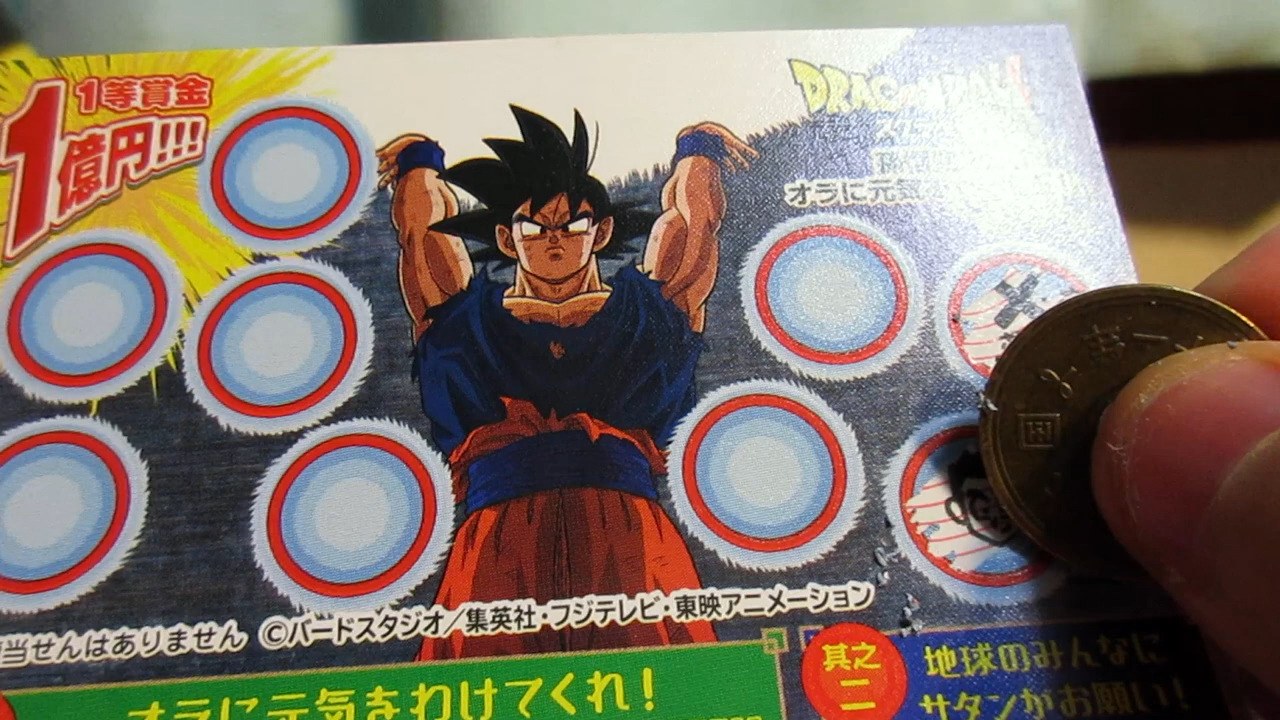 1等賞金
1億円!!!
DRAGON BALL
オラに元気
当せんはありません ©バードスタジオ/集英社・フジテレビ・東映アニメーション
オラに元気をわけてくれ!
其之
二
地球のみんなに
サタンがお願い!